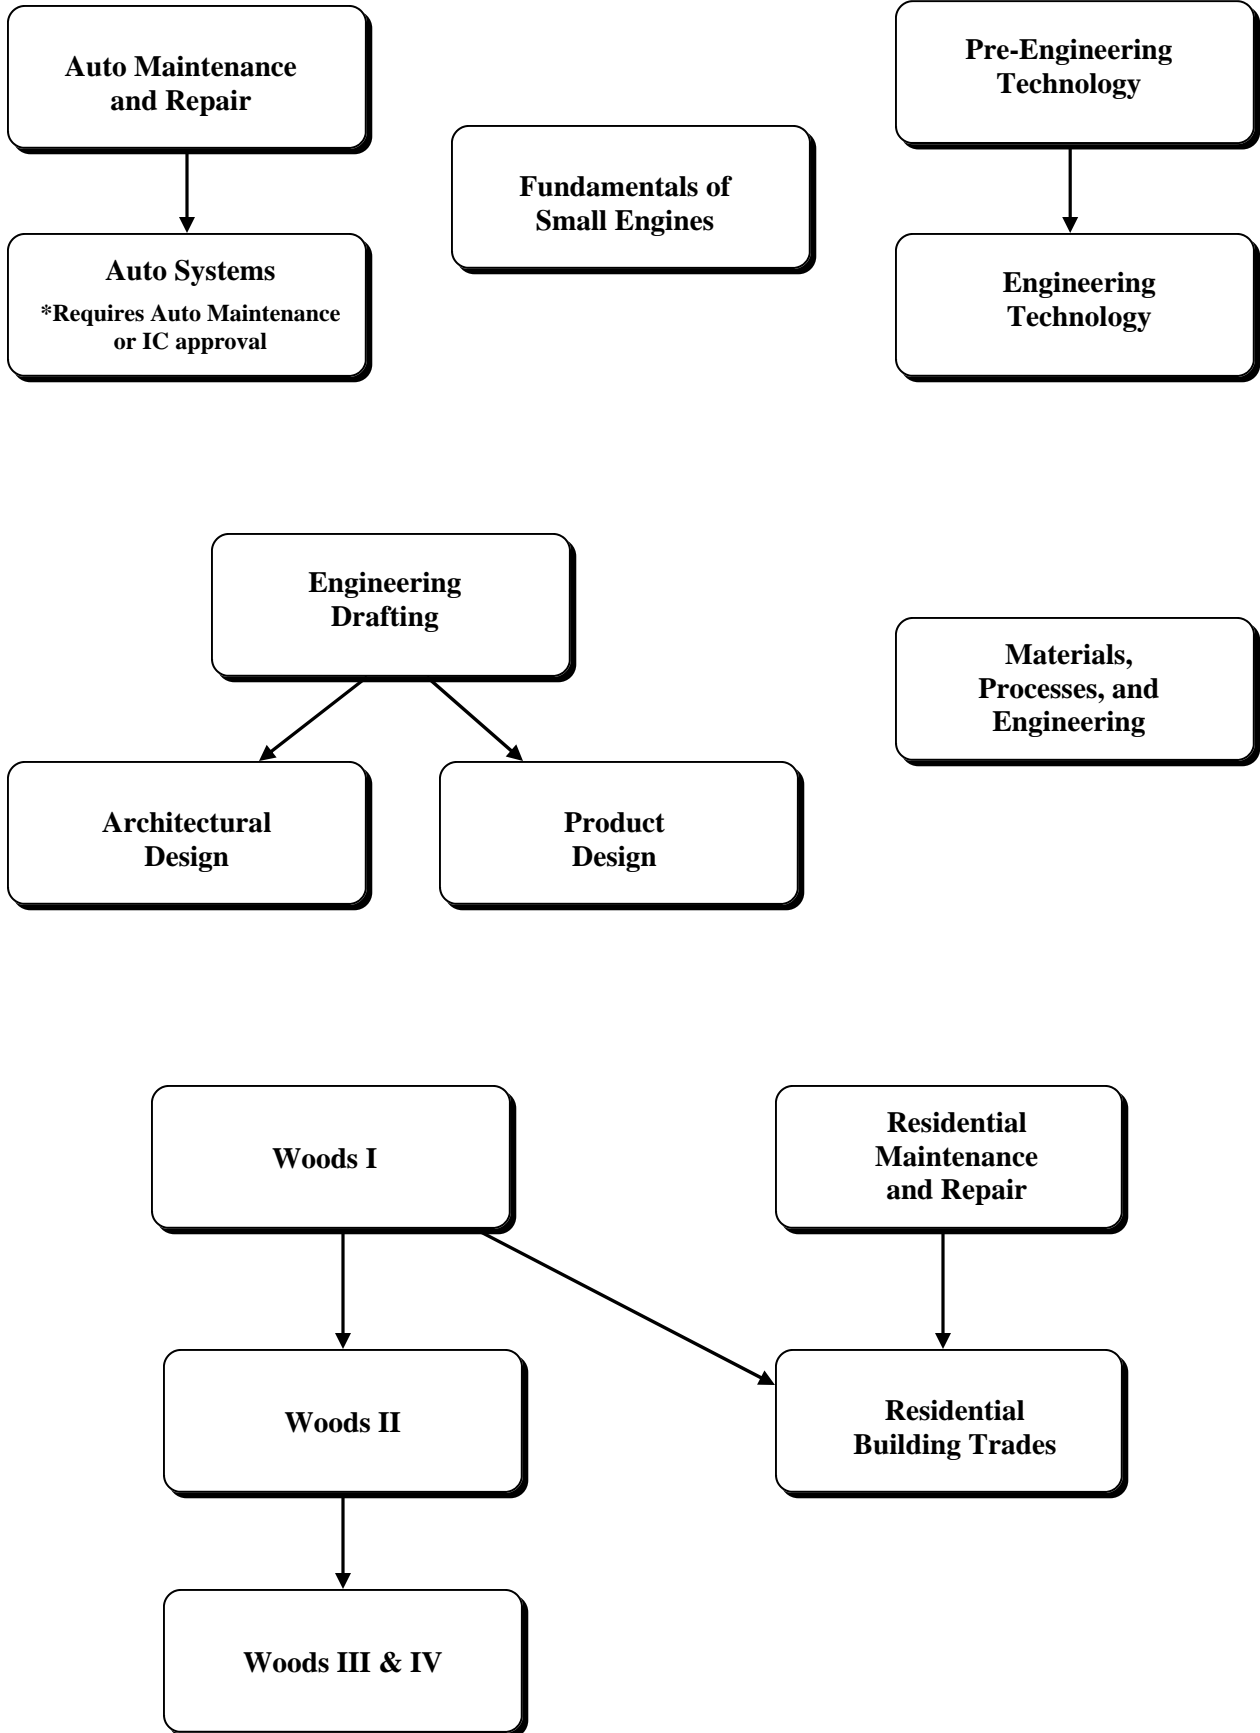 Auto Maintenance
and Repair
Pre-Engineering
Technology
Fundamentals of
Small Engines
Auto Systems
*Requires Auto Maintenance
or IC approval
Engineering
Technology
Engineering
Drafting
Materials,
Processes, and
Engineering
Architectural
Design
Product
Design
Woods I
Residential
Maintenance
and Repair
Woods II
Residential
Building Trades
Woods III & IV